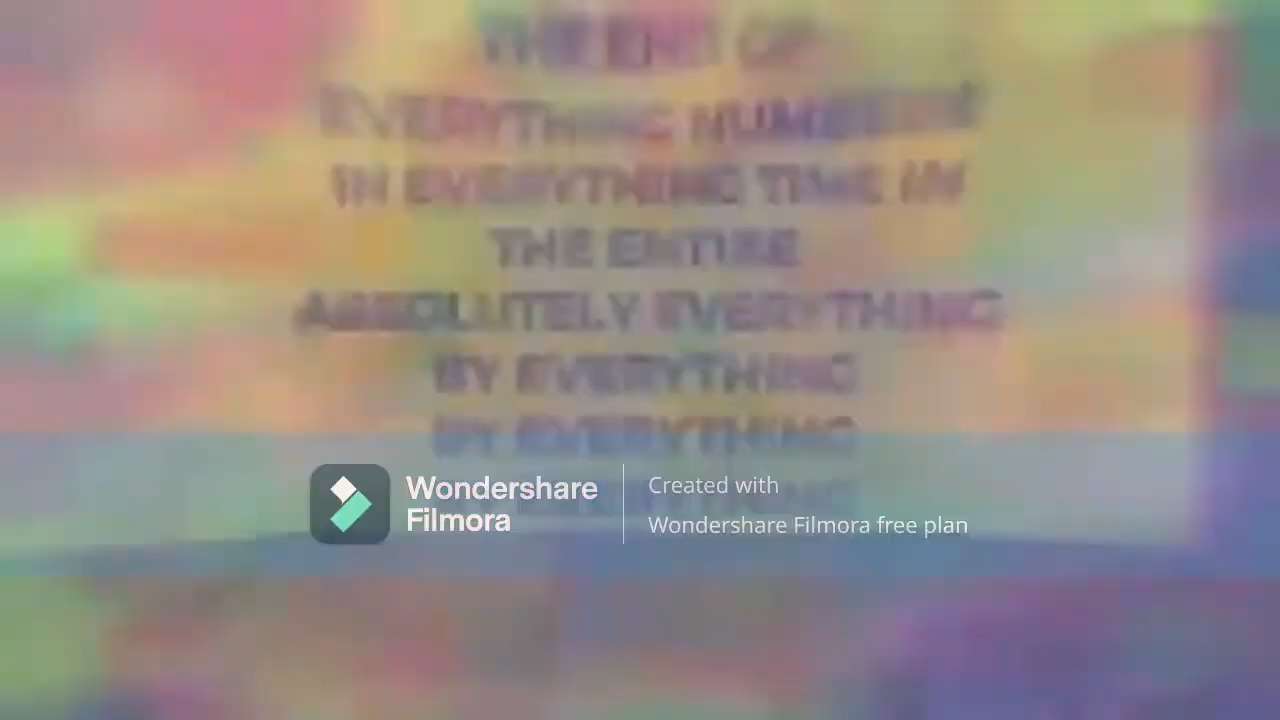 THE END OF
EVERYTHING
IN EVERYTHING TIME IN
THE ENTIRE
ABSOLUTELY EVERYTHING
BY EVERYTHING
BY EVERYTHING
EVERYTHING
Wondershare
Filmora
Created with
Wondershare Filmora free plan